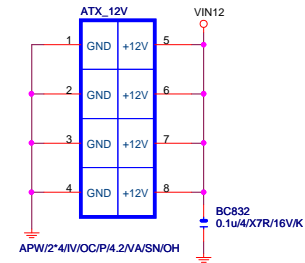 ATX_12V
VIN12
1 GND +12V 5
2 GND +12V 6
3 GND +12V 7
4 GND +12V 8
BC832
0.1u/4/X7R/16V/K
APW/2*4/IV/OC/P/4.2/VA/SN/OH